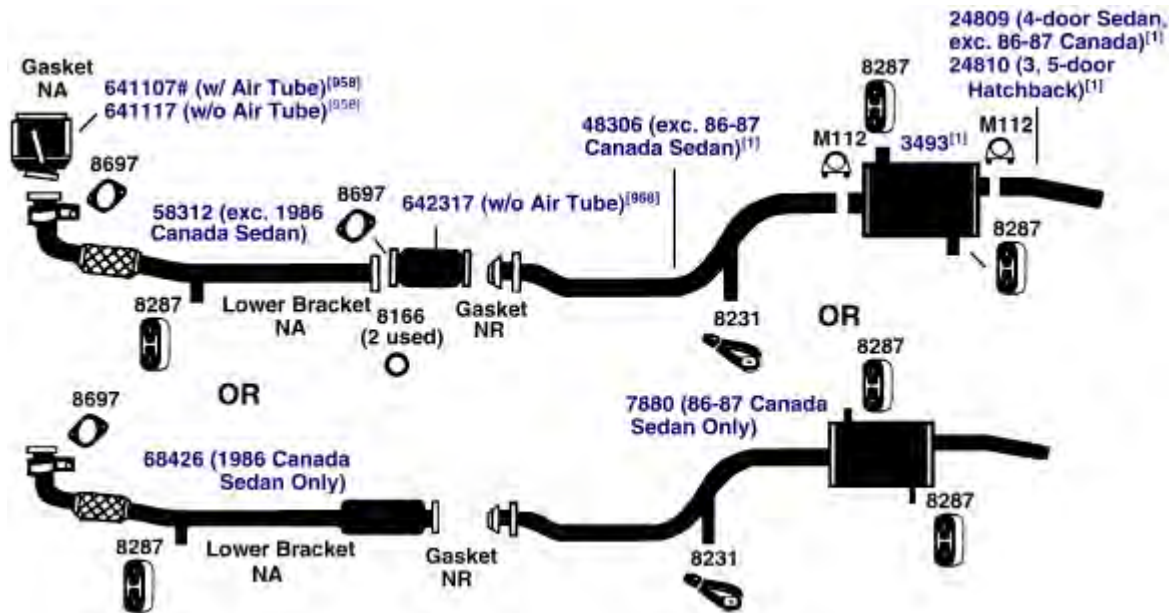 24809 (4-door Sedan,
exc. 86-87 Canada)[1]
24810 (3, 5-door
Hatchback)[1]
Gasket
NA
641107# (w/ Air Tube)[958]
641117 (w/o Air Tube)[958]
8287
48306 (exc. 86-87
Canada Sedan)[1]
M112
3493[1]
M112
8697
8697
58312 (exc. 1986
Canada Sedan)
642317 (w/o Air Tube)[968]
8287
8287
Lower Bracket
NA
8166
(2 used)
Gasket
NR
8231
OR
8287
OR
8697
7880 (86-87 Canada
Sedan Only)
68426 (1986 Canada
Sedan Only)
8287
8287
Lower Bracket
NA
Gasket
NR
8231